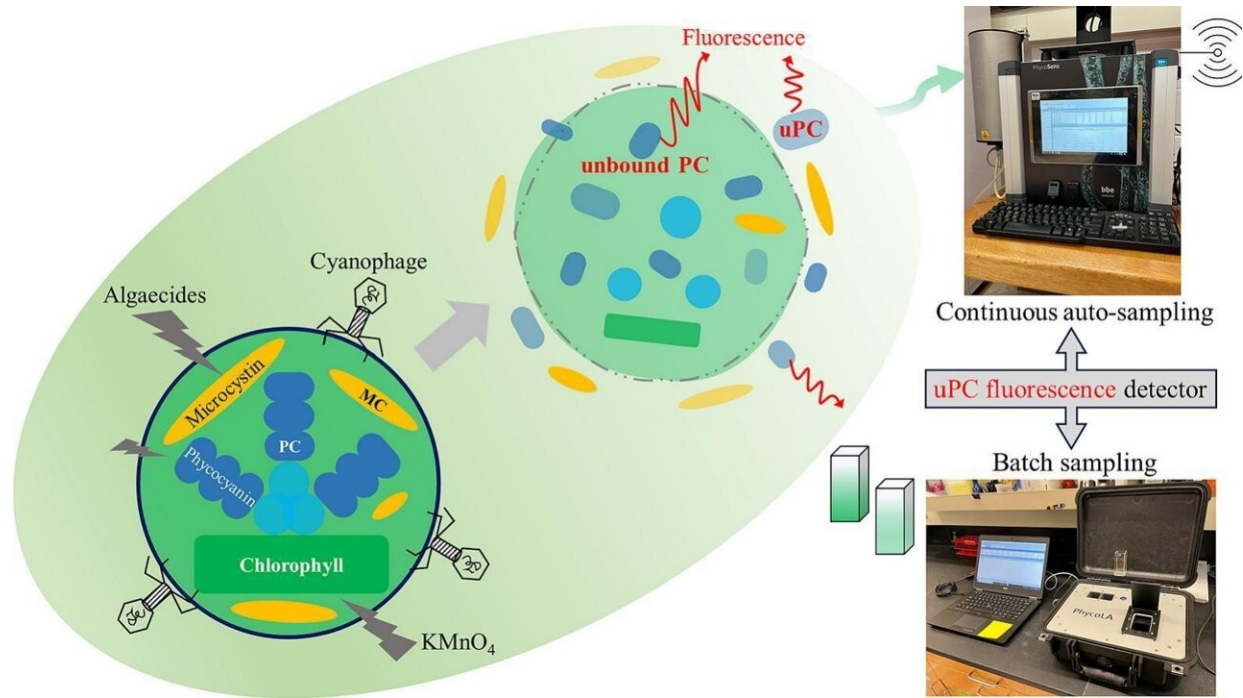 Fluorescence
uPC
unbound PC
Cyanophage
Algaecides
Microcystin
MC
PC
Phycocyanin
Chlorophyll
KMnO₄
PhycoSens
bbe
Continuous auto-sampling
uPC fluorescence detector
Batch sampling
PhycoLA